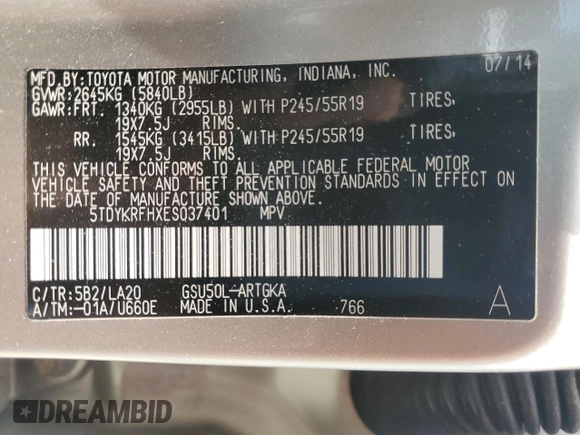 MFD.BY:TOYOTA MOTOR MANUFACTURING, INDIANA, INC. 07/14
GVWR:2645KG (5840LB)
GAWR:FRT. 1340KG (2955LB) WITH P245/55R19 TIRES,
19X7.5J RIMS.
RR. 1545KG (3415LB) WITH P245/55R19 TIRES,
19X7.5J RIMS.
THIS VEHICLE CONFORMS TO ALL APPLICABLE FEDERAL MOTOR
VEHICLE SAFETY AND THEFT PREVENTION STANDARDS IN EFFECT ON
THE DATE OF MANUFACTURE SHOWN ABOVE.
5TDYKRFHXES037401 MPV
C/TR:5B2/LA20 GSU50L-ARTGKA
A/TM:-01A/U660E MADE IN U.S.A. 766 A
DREAMBID